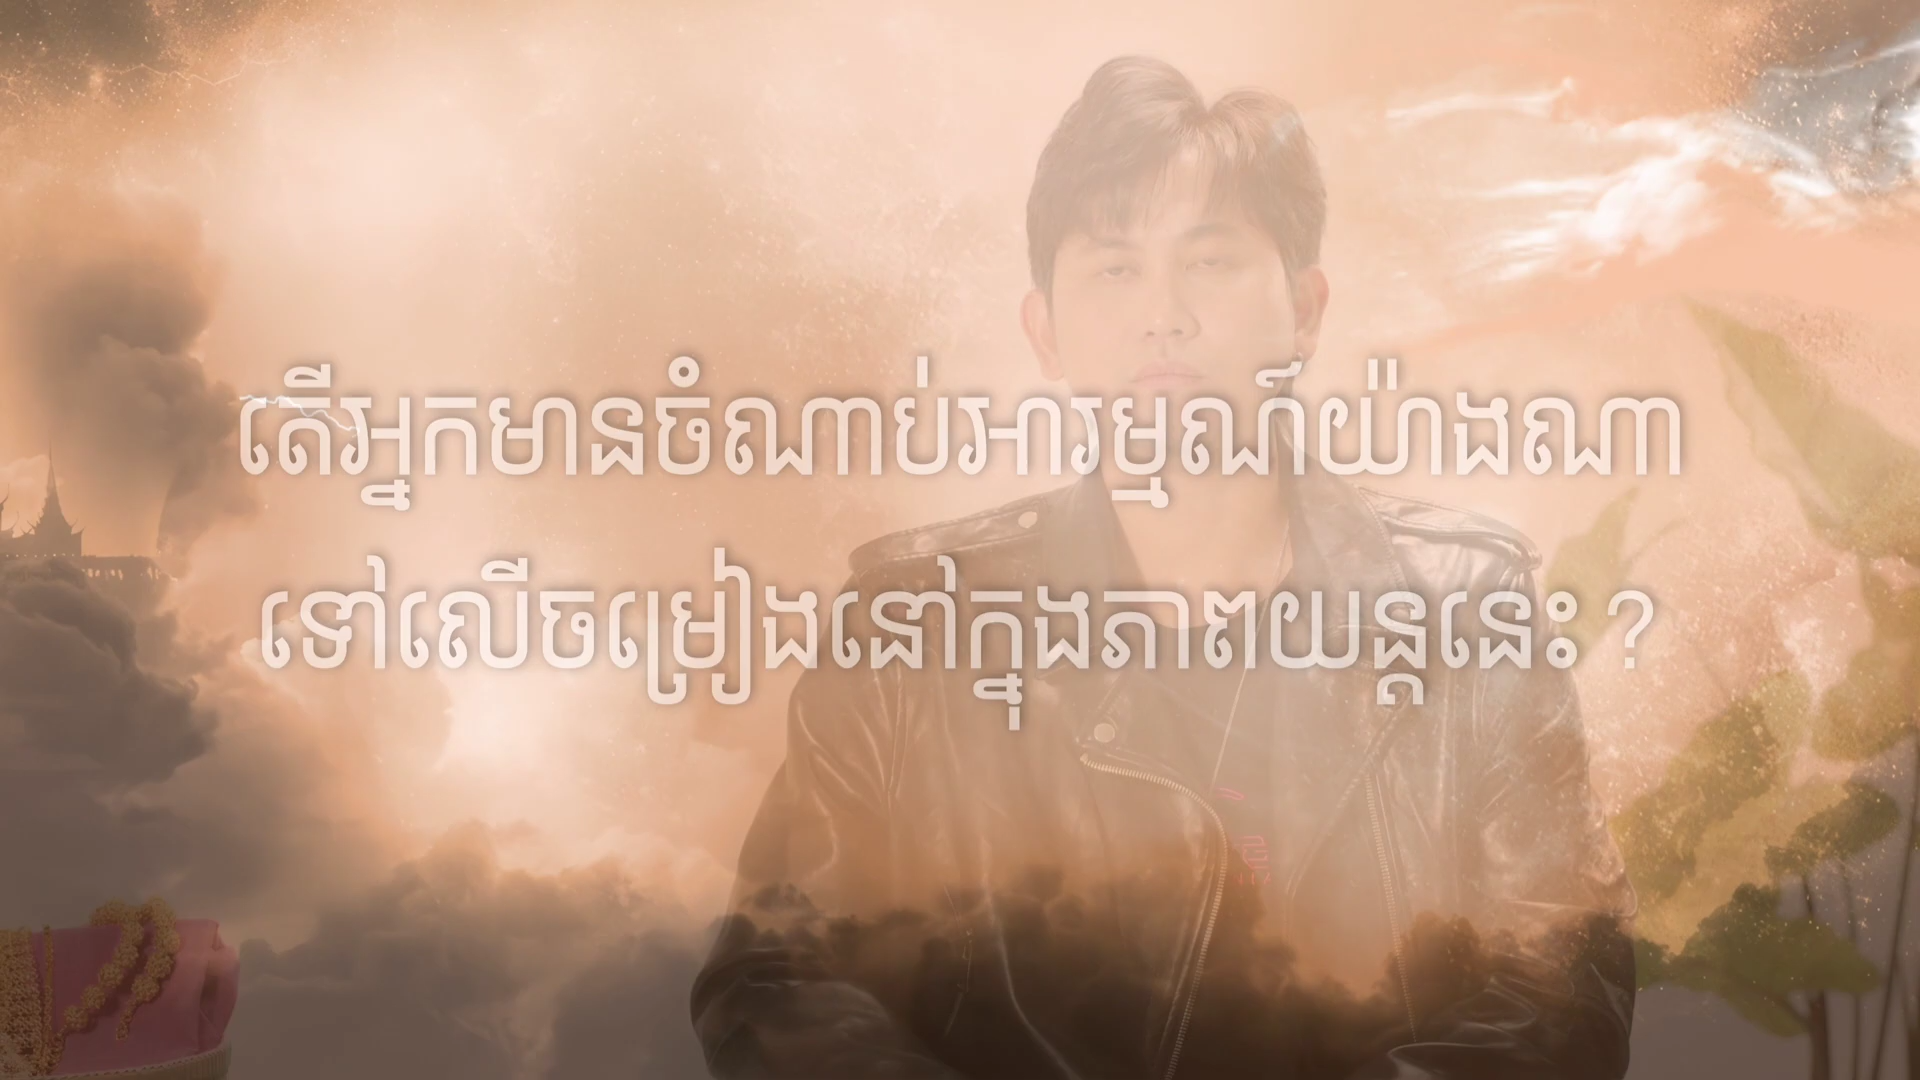 តើអ្នកមានចំណាប់អារម្មណ៍យ៉ាងណា
ទៅលើចម្រៀងនៅក្នុងភាពយន្តនេះ ?